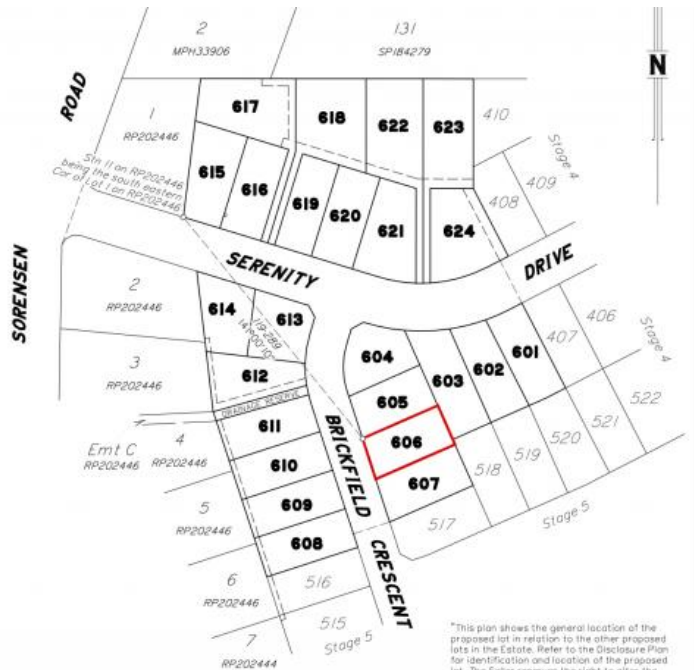 2
MPH33906
131
SP184279
N
ROAD
1
RP202446
617
618
622
623
410
Stage 4
409
408
615
616
619
620
621
624
Stn 11 on RP202446
being the south eastern
Cor of Lot 1 on RP202446
SERENITY
DRIVE
SORENSEN
2
RP202446
614
613
119·289
141°00'10"
612
DRAINAGE RESERVE
3
RP202446
604
603
602
601
407
406
Stage 4
605
606
607
518
519
520
521
522
Stage 5
517
BRICKFIELD
CRESCENT
Emt C
RP202446
4
RP202446
611
610
609
608
5
RP202446
6
RP202446
516
515
Stage 5
7
RP202444
"This plan shows the general location of the
proposed lot in relation to the other proposed
lots in the Estate. Refer to the Disclosure Plan
for identification and location of the proposed